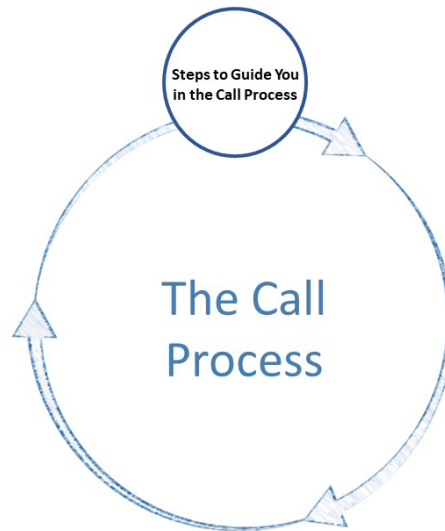 Steps to Guide You
in the Call Process
The Call
Process